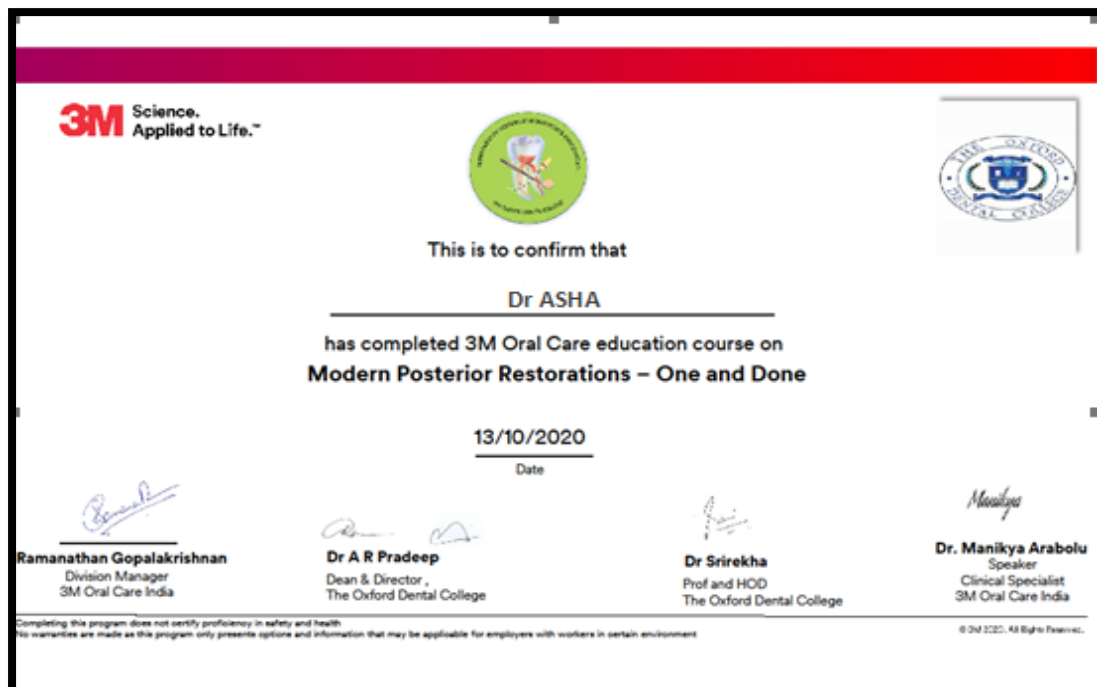 3M Science.
Applied to Life.™
THE OXFORD
DENTAL COLLEGE
This is to confirm that
Dr ASHA
has completed 3M Oral Care education course on
Modern Posterior Restorations – One and Done
13/10/2020
Date
Manikya
Ramanathan Gopalakrishnan
Division Manager
3M Oral Care India
Dr A R Pradeep
Dean & Director ,
The Oxford Dental College
Dr Srirekha
Prof and HOD
The Oxford Dental College
Dr. Manikya Arabolu
Speaker
Clinical Specialist
3M Oral Care India
Completing this program does not certify proficiency in safety and health
No warranties are made as this program only presents options and information that may be applicable for employers with workers in certain environment
© 3M 2020. All Rights Reserved.